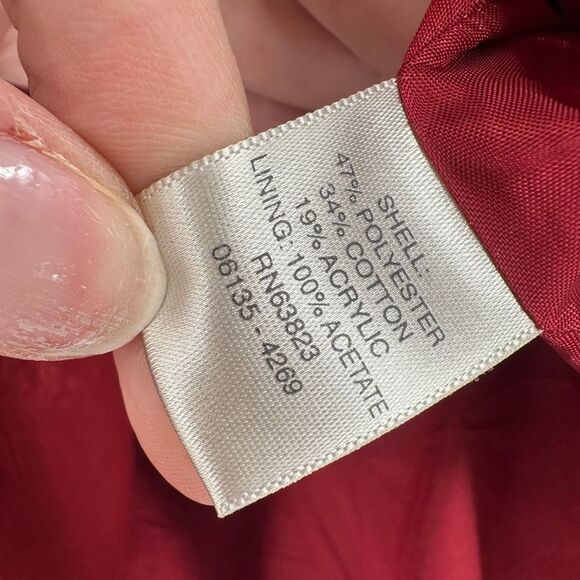 SHELL:
47% POLYESTER
34% COTTON
19% ACRYLIC
LINING: 100% ACETATE
RN63823
06135 - 4269